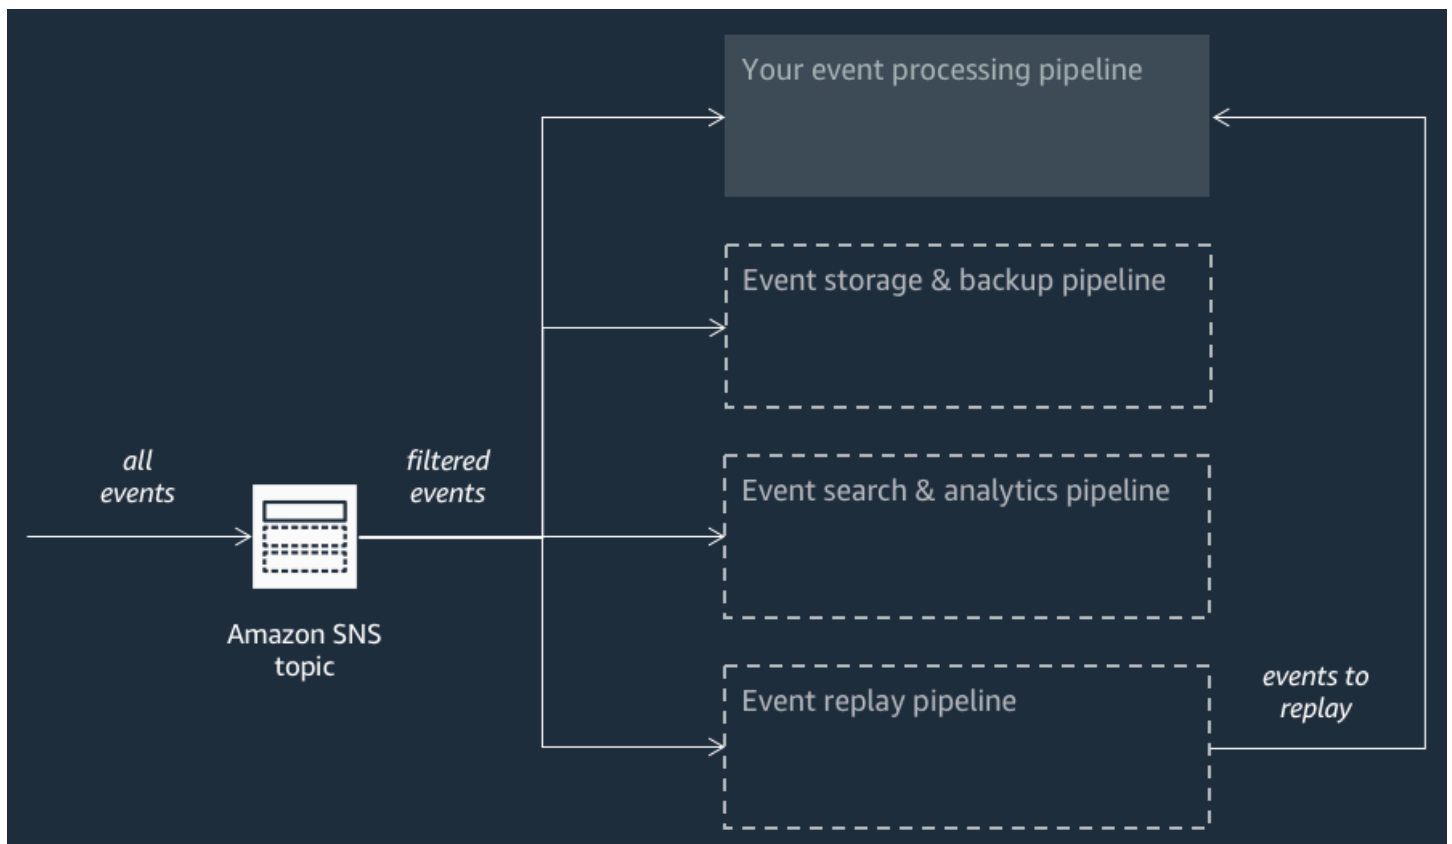 Your event processing pipeline
Event storage & backup pipeline
all
events
filtered
events
Event search & analytics pipeline
Amazon SNS
topic
Event replay pipeline
events to
replay